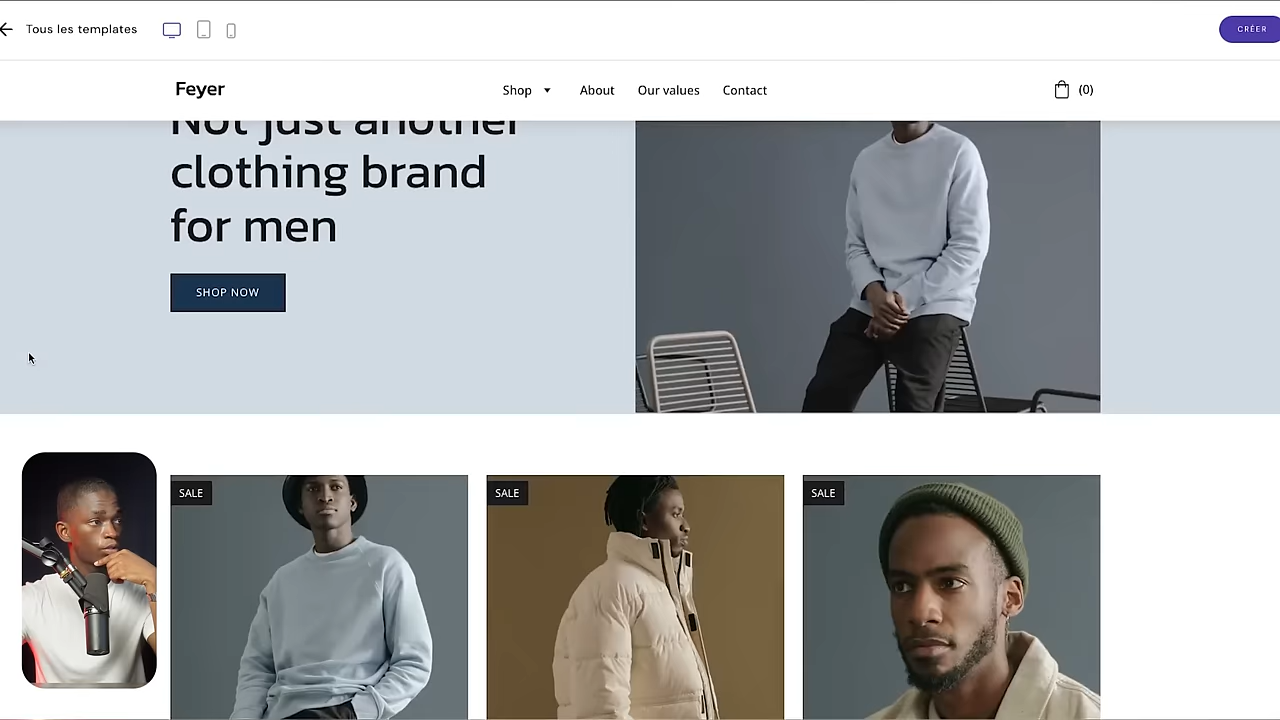 Tous les templates
CRÉER
Feyer
Shop
About
Our values
Contact
(0)
Not just another
clothing brand
for men
SHOP NOW
SALE
SALE
SALE